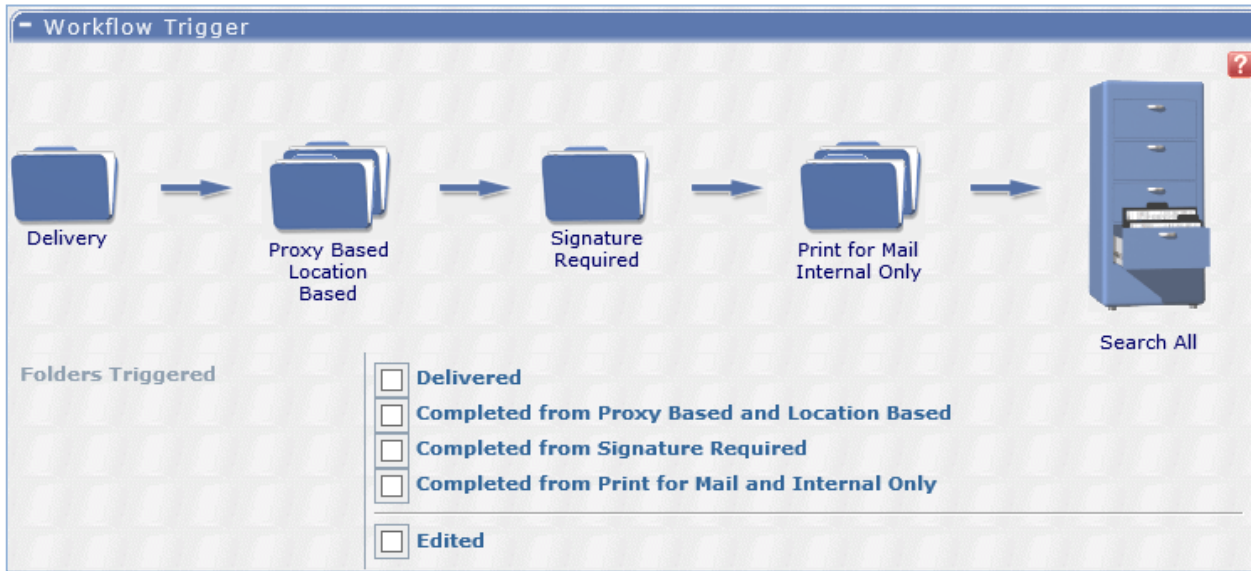 - Workflow Trigger
?
Delivery
Proxy Based
Location
Based
Signature
Required
Print for Mail
Internal Only
Search All
Folders Triggered
Delivered
Completed from Proxy Based and Location Based
Completed from Signature Required
Completed from Print for Mail and Internal Only
Edited